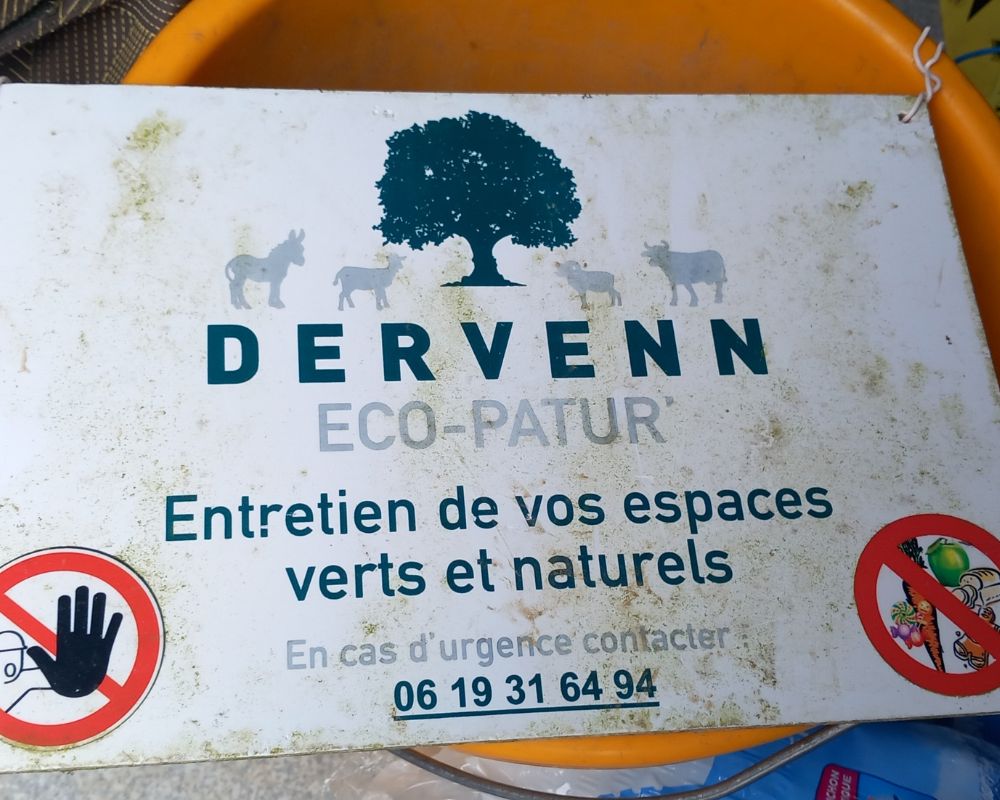 DERVENN
ECO-PATUR'
Entretien de vos espaces
verts et naturels
En cas d'urgence contacter :
06 19 31 64 94